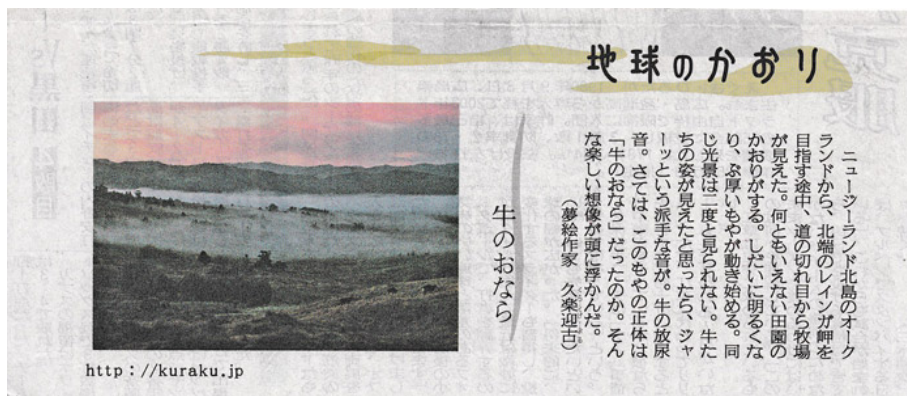 地球のかおり
ニュージーランド北島のオーク
ランドから、北端のレインガ岬を
目指す途中、道の切れ目から牧場
が見えた。何ともいえない田園の
かおりがする。しだいに明るくな
り、ぶ厚いもやが動き始める。同
じ光景は二度と見られない。牛た
ちの姿が見えたと思ったら、ジャ
ーッという派手な音が。牛の放尿
音。さては、このもやの正体は
「牛のおなら」だったのか。そん
な楽しい想像が頭に浮かんだ。
(夢絵作家 久楽迎古)
牛のおなら
http://kuraku.jp